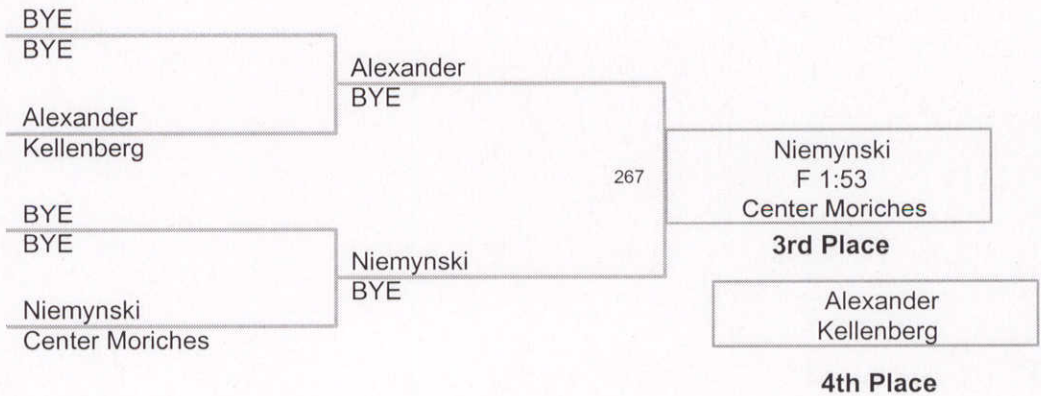 BYE
BYE
Alexander
BYE
Alexander
Kellenberg
267
Niemynski
F 1:53
Center Moriches
3rd Place
BYE
BYE
Niemynski
BYE
Niemynski
Center Moriches
Alexander
Kellenberg
4th Place